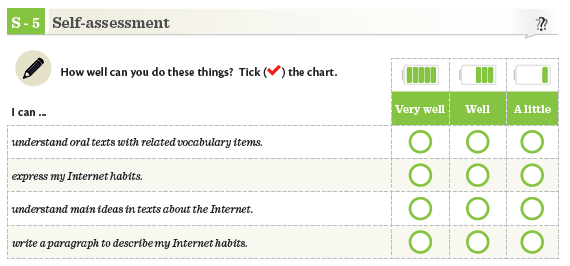 S - 5 Self-assessment
How well can you do these things? Tick (✓) the chart.
I can ...
Very well Well A little
understand oral texts with related vocabulary items.
express my Internet habits.
understand main ideas in texts about the Internet.
write a paragraph to describe my Internet habits.